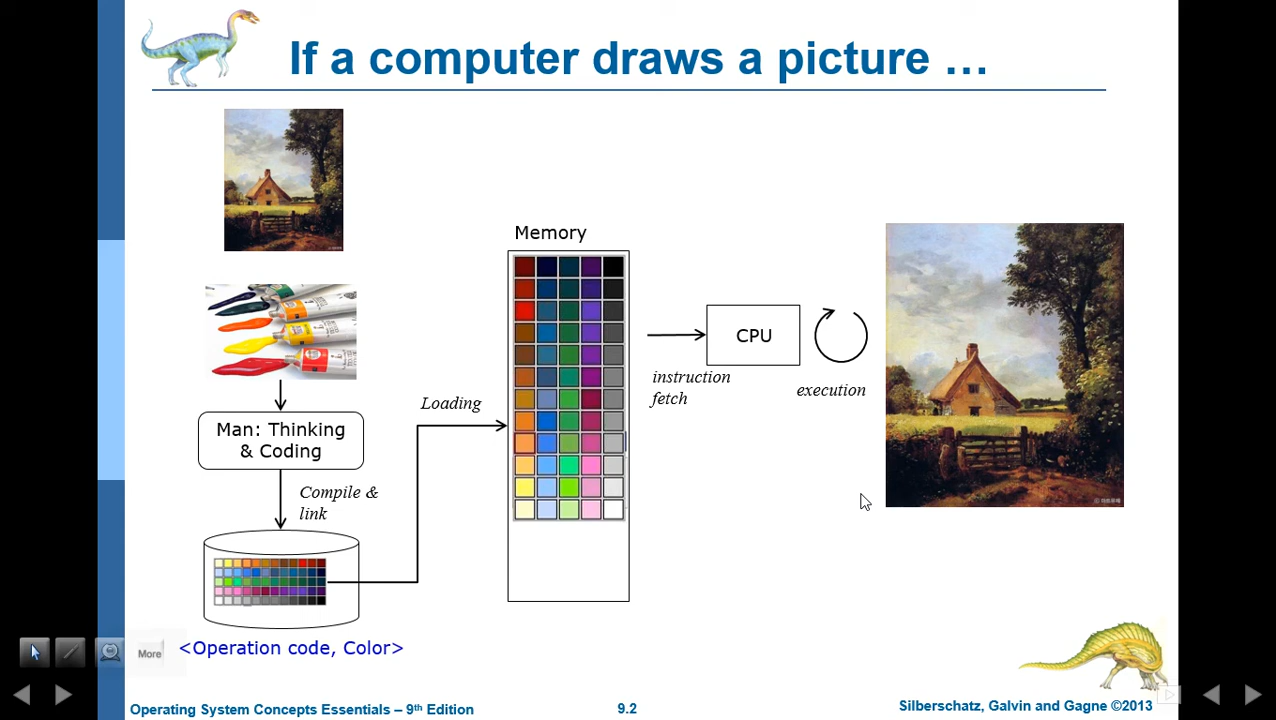 If a computer draws a picture …
Memory
CPU
instruction
fetch
execution
Loading
Man: Thinking
& Coding
Compile &
link
<Operation code, Color>
More
Operating System Concepts Essentials – 9th Edition
9.2
Silberschatz, Galvin and Gagne ©2013